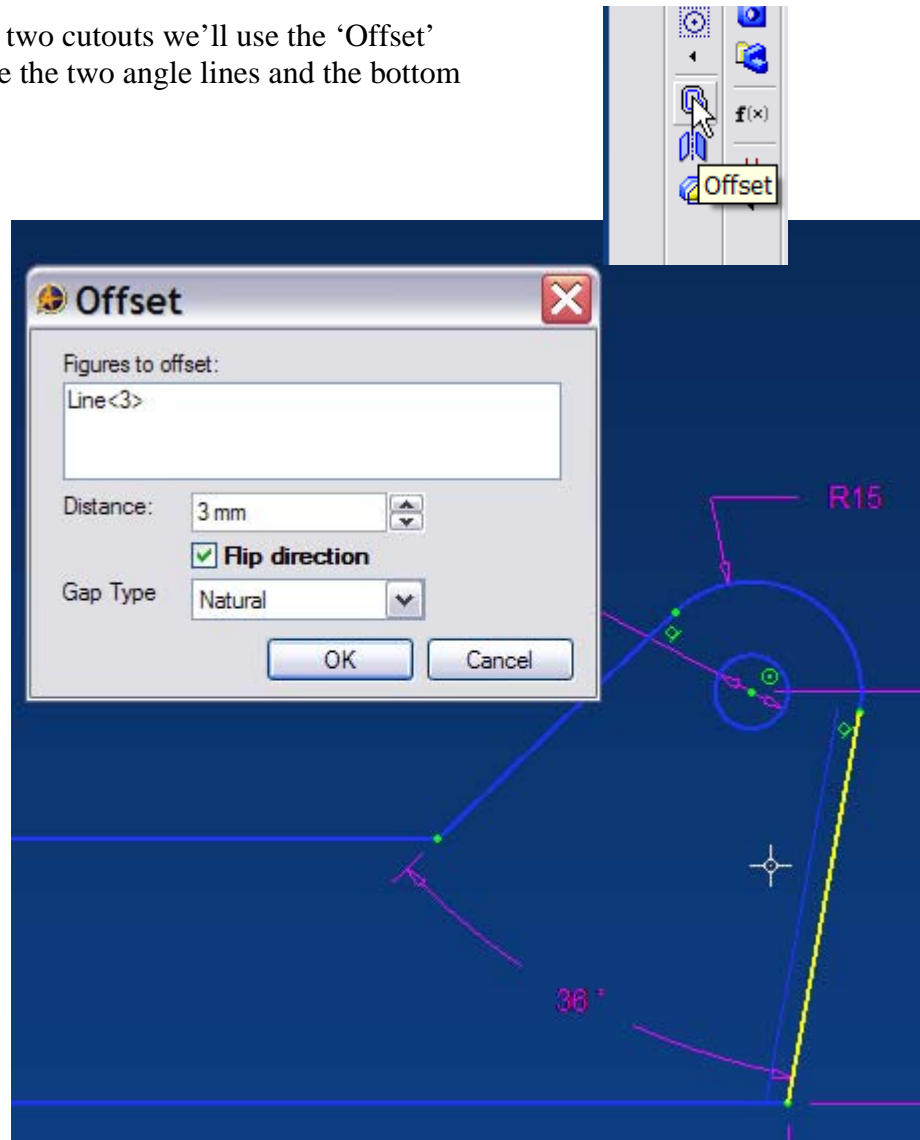 two cutouts we’ll use the ‘Offset’
e the two angle lines and the bottom
f(x)
Offset
Offset
Figures to offset:
Line<3>
Distance: 3 mm
Flip direction
Gap Type Natural
OK Cancel
R15
36°